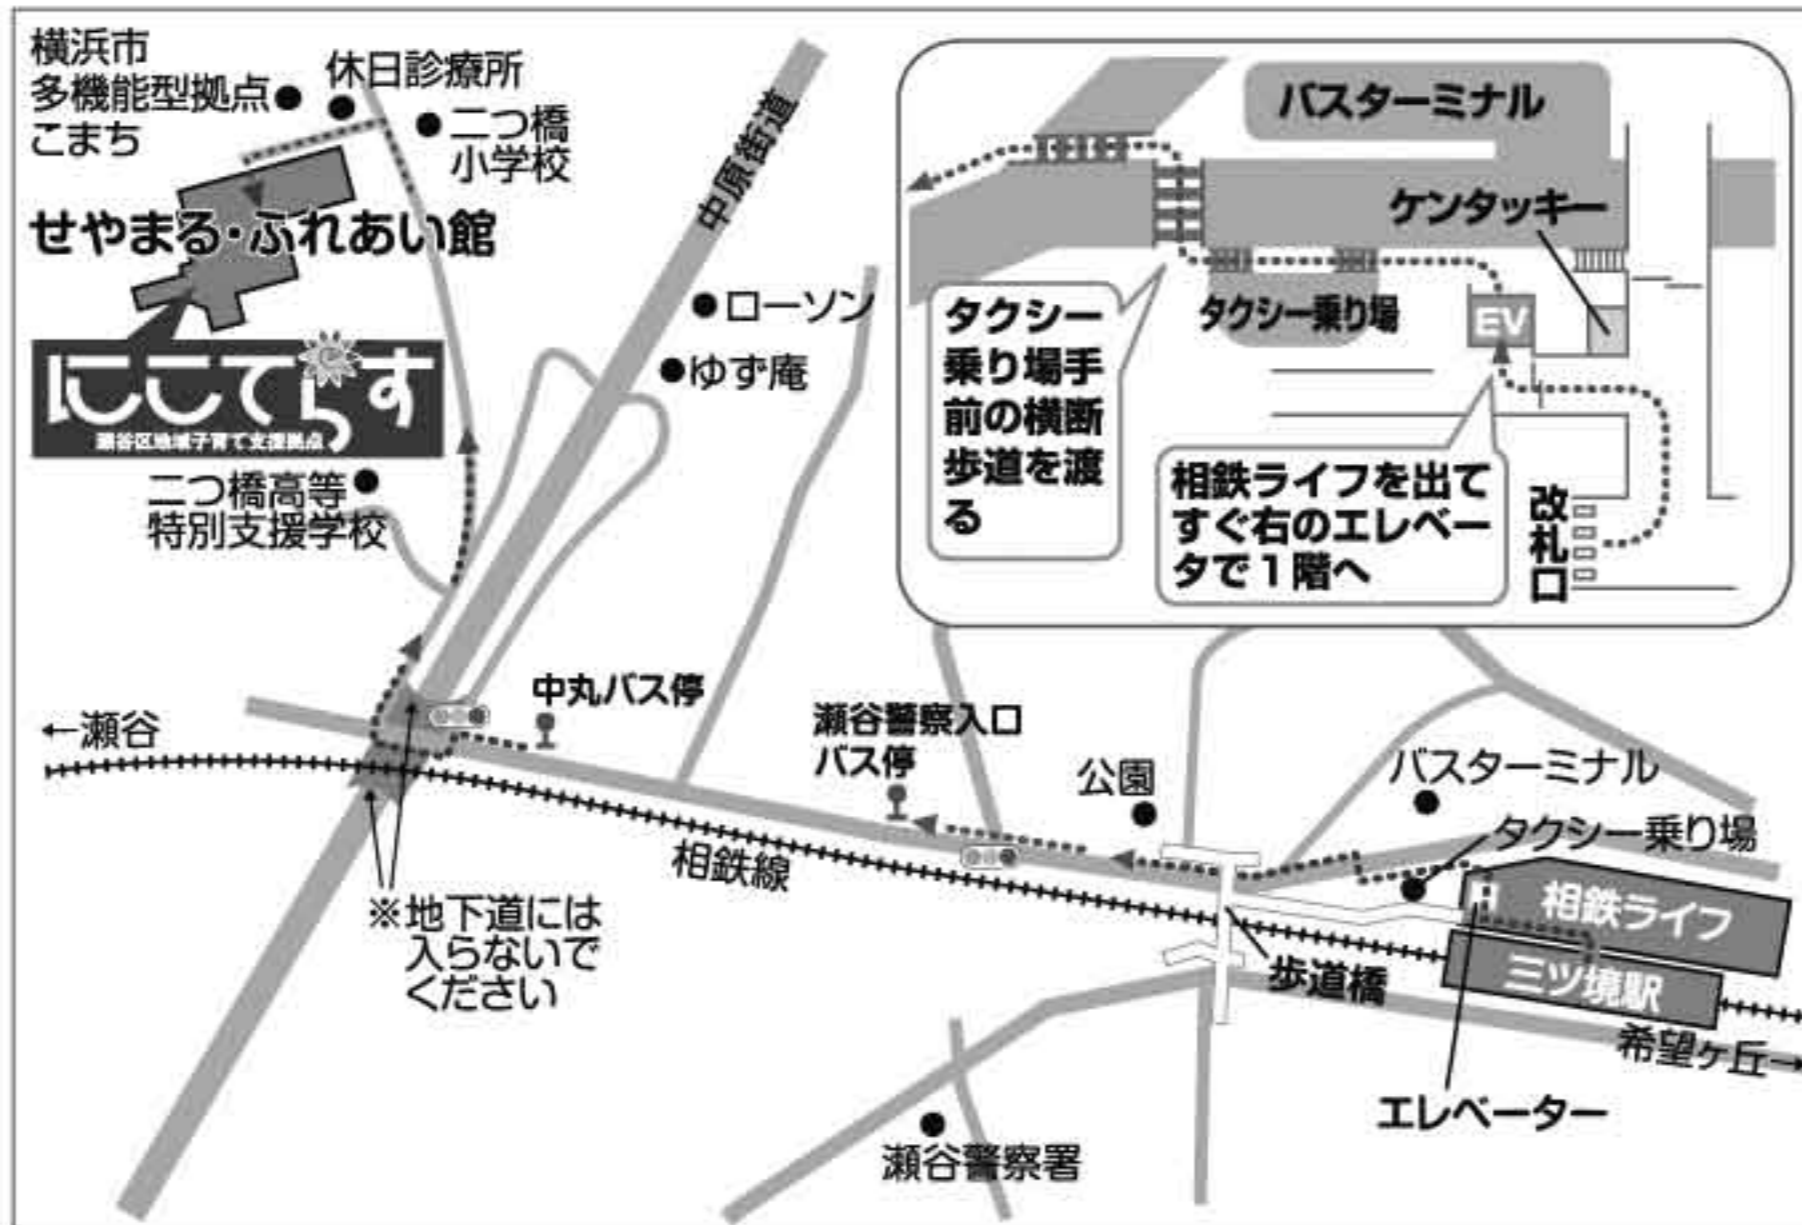 横浜市
多機能型拠点
こまち
休日診療所
二つ橋
小学校
せやまる・ふれあい館
にこてらす
瀬谷区地域子育て支援拠点
二つ橋高等
特別支援学校
中原街道
ローソン
ゆず庵
バスターミナル
ケンタッキー
タクシー乗り場
EV
タクシー
乗り場手
前の横断
歩道を渡
る
相鉄ライフを出て
すぐ右のエレベー
タで1階へ
改札口
←瀬谷
中丸バス停
瀬谷警察入口
バス停
公園
バスターミナル
タクシー乗り場
相鉄線
相鉄ライフ
三ツ境駅
歩道橋
希望ヶ丘→
エレベーター
※地下道には
入らないで
ください
瀬谷警察署